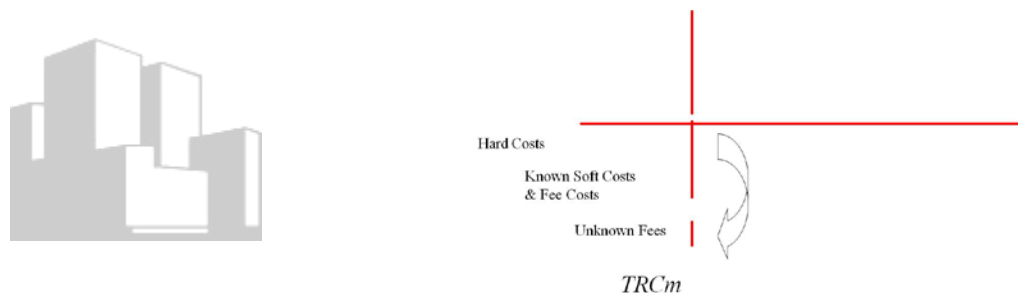 Hard Costs
Known Soft Costs
& Fee Costs
Unknown Fees
TRCm